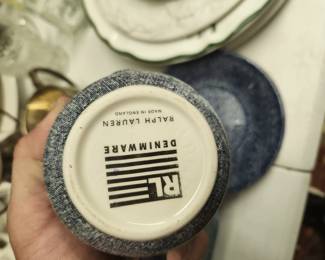 RL
DENIMWARE
RALPH LAUREN
MADE IN ENGLAND